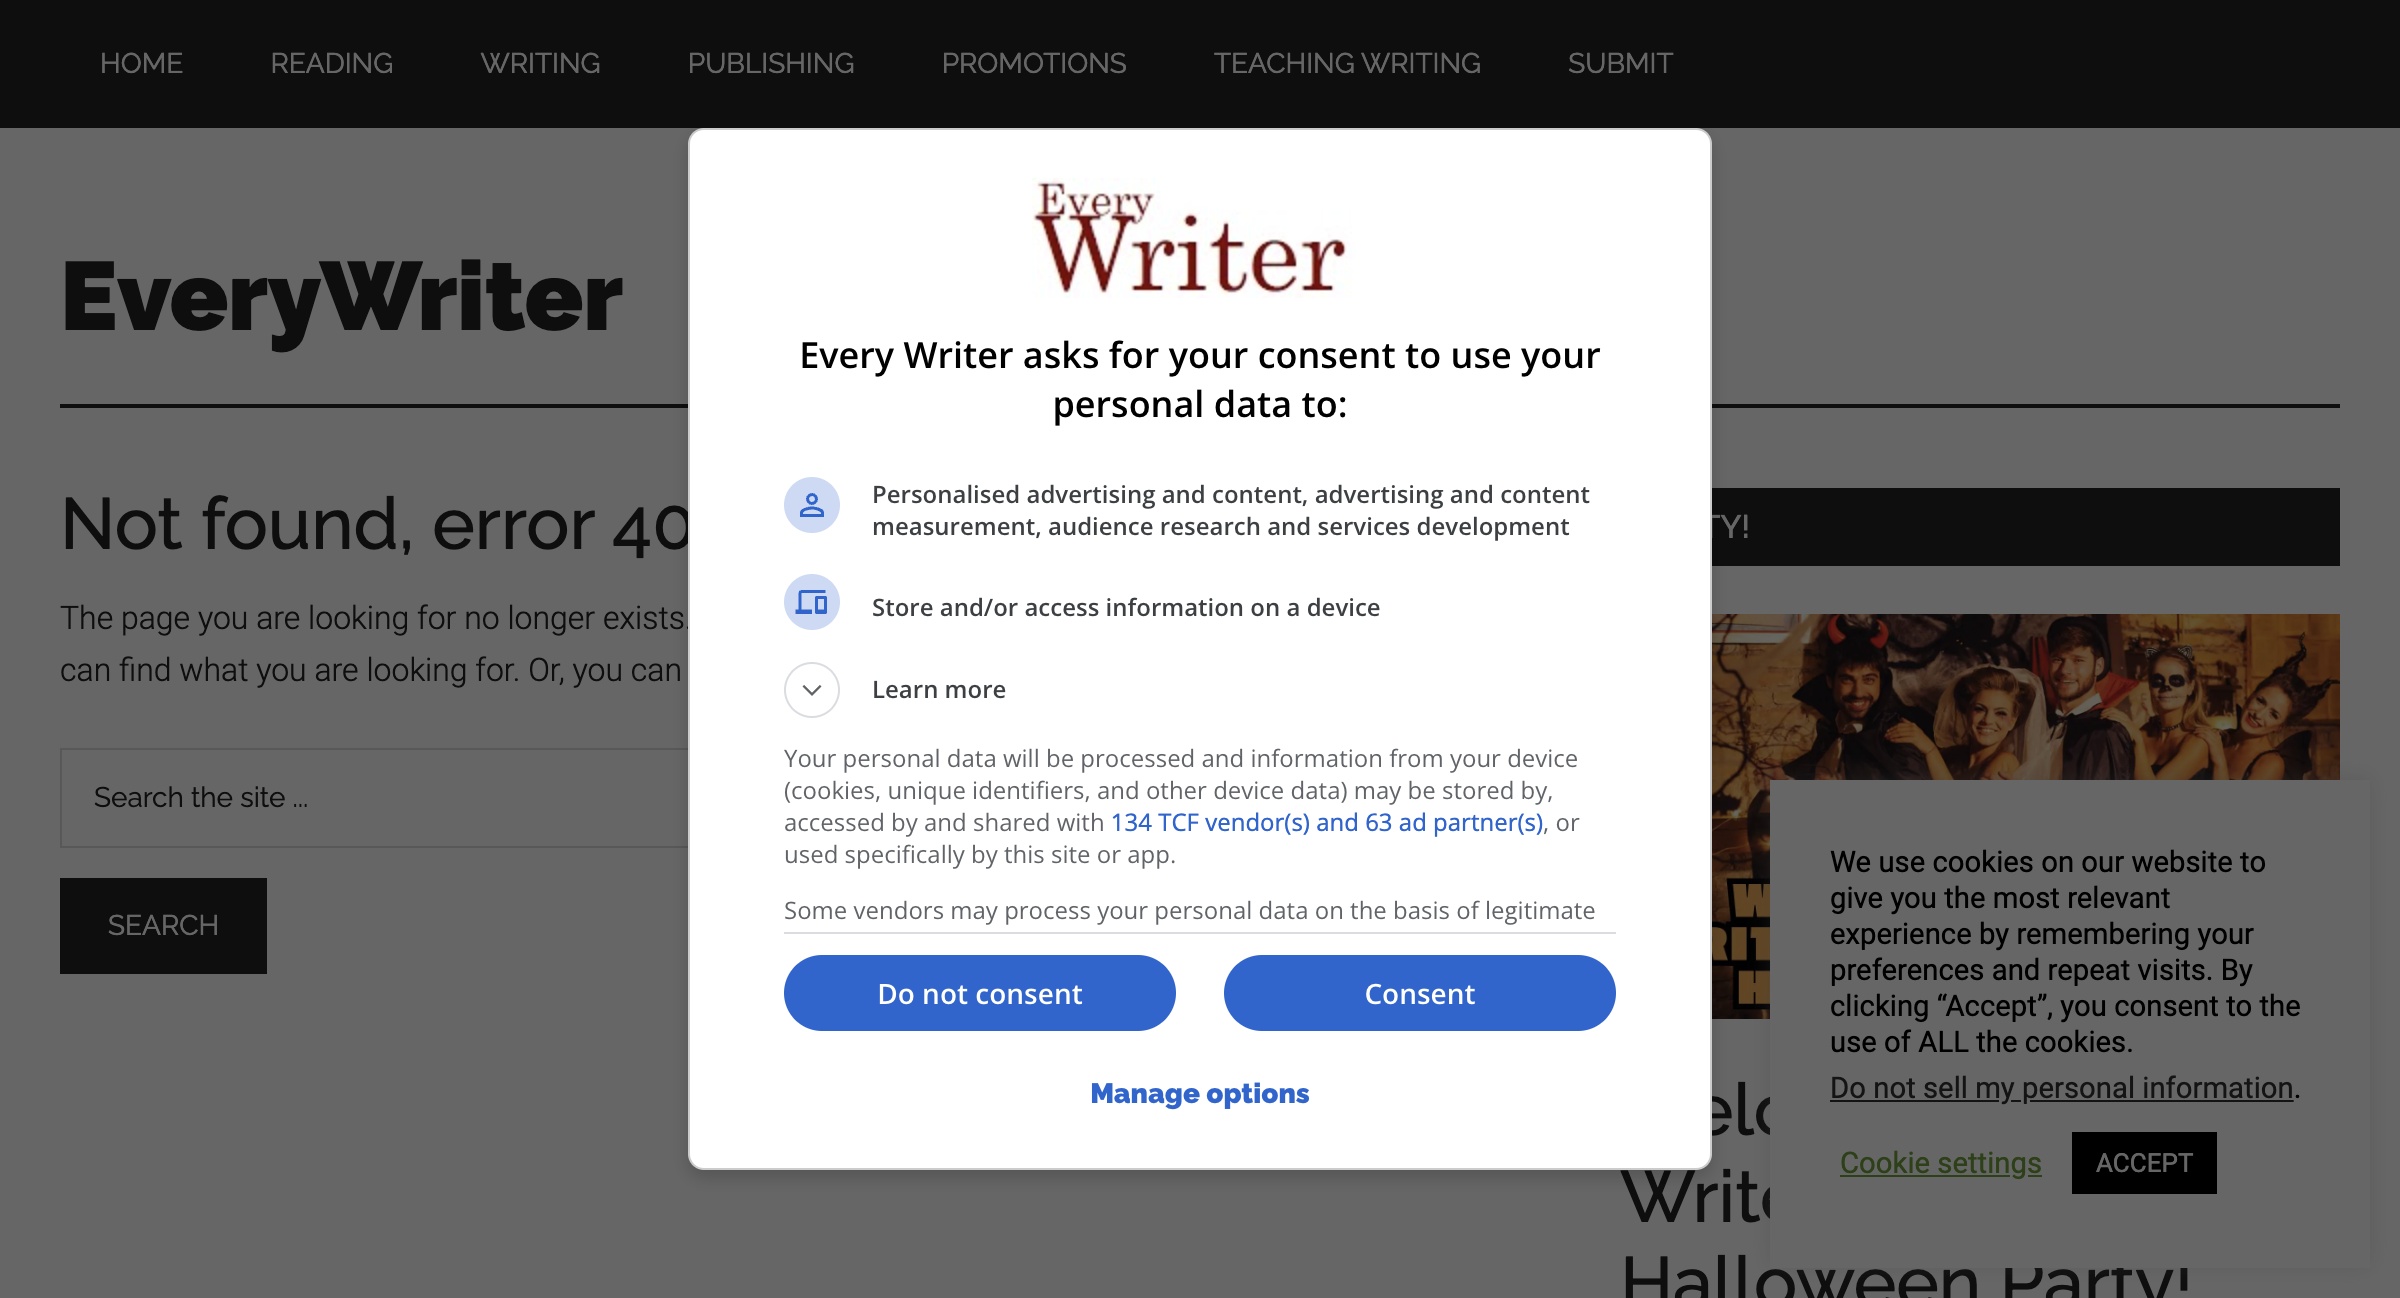 HOME READING WRITING PUBLISHING PROMOTIONS TEACHING WRITING SUBMIT
EveryWriter
Not found, error 40
The page you are looking for no longer exists.
can find what you are looking for. Or, you can
Search the site ...
SEARCH
Every
Writer
Every Writer asks for your consent to use your
personal data to:
Personalised advertising and content, advertising and content
measurement, audience research and services development
Store and/or access information on a device
Learn more
Your personal data will be processed and information from your device
(cookies, unique identifiers, and other device data) may be stored by,
accessed by and shared with 134 TCF vendor(s) and 63 ad partner(s), or
used specifically by this site or app.
Some vendors may process your personal data on the basis of legitimate
Do not consent
Consent
Manage options
TY!
We use cookies on our website to
give you the most relevant
experience by remembering your
preferences and repeat visits. By
clicking “Accept”, you consent to the
use of ALL the cookies.
Do not sell my personal information.
Cookie settings
ACCEPT
Halloween Party!